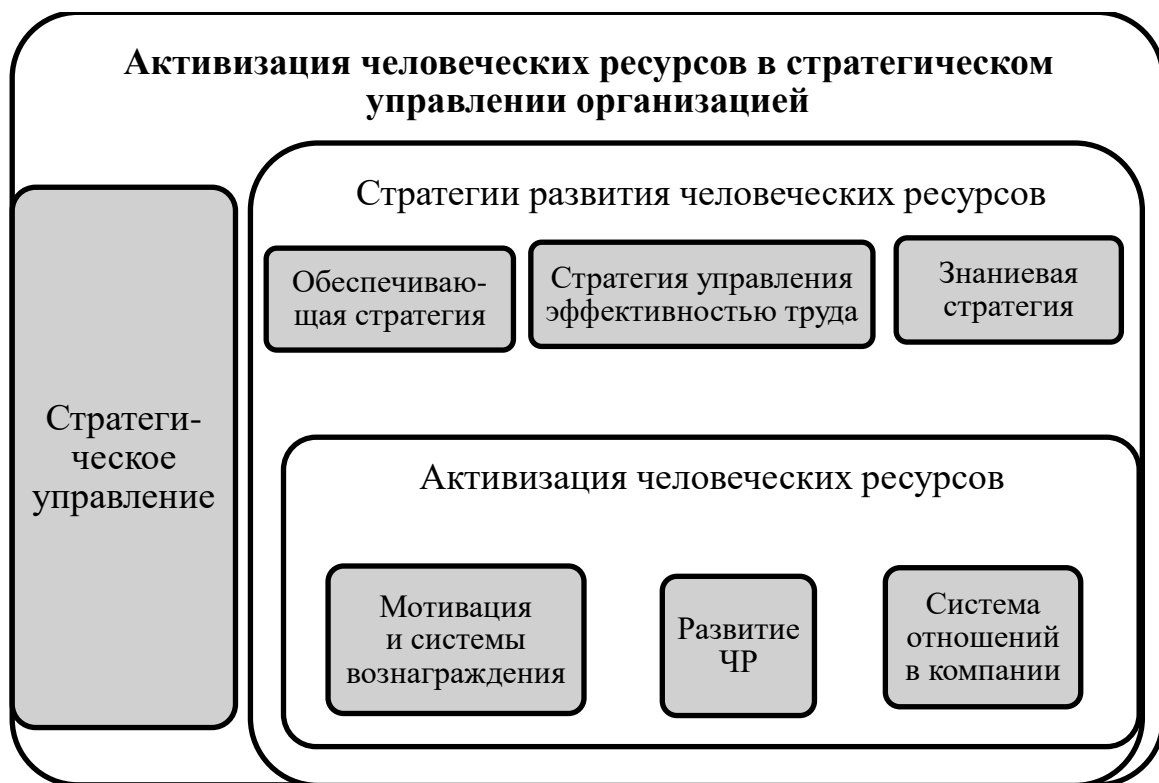 Активизация человеческих ресурсов в стратегическом
управлении организацией
Стратегии развития человеческих ресурсов
Обеспечиваю-
щая стратегия
Стратегия управления
эффективностью труда
Знаниевая
стратегия
Стратеги-
ческое
управление
Активизация человеческих ресурсов
Мотивация
и системы
вознаграждения
Развитие
ЧР
Система
отношений
в компании